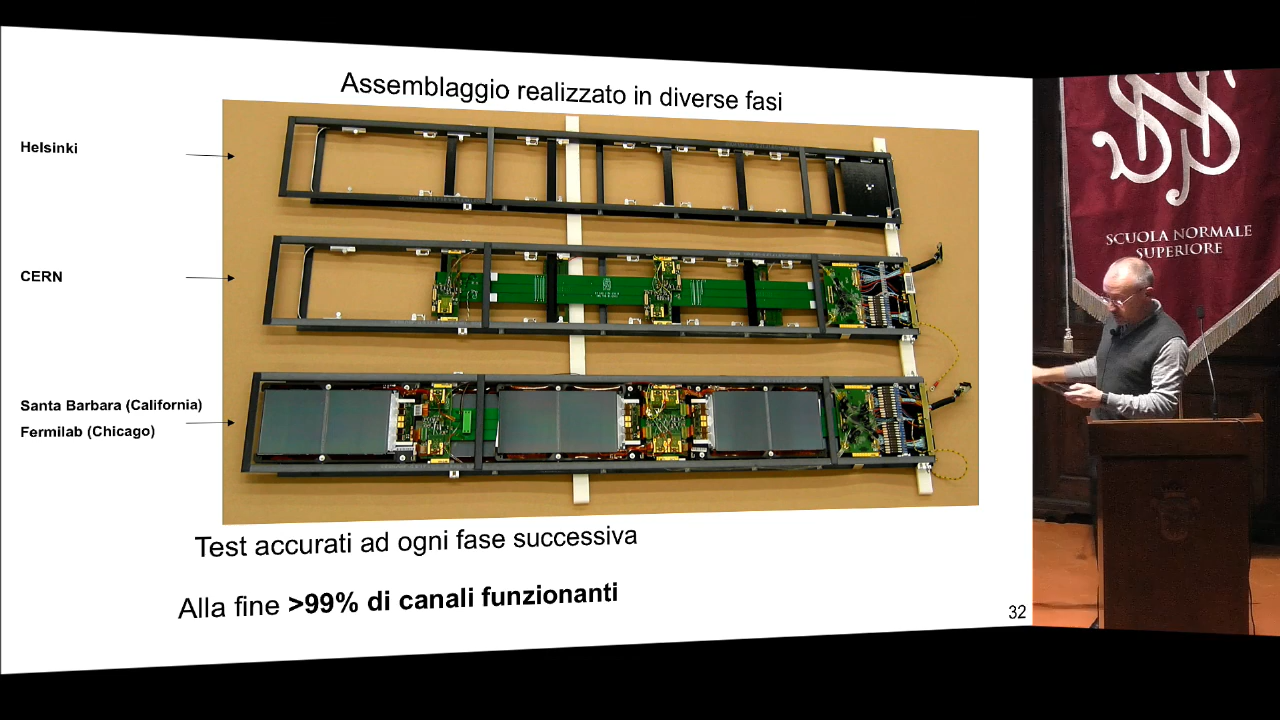 Assemblaggio realizzato in diverse fasi
Helsinki
CERN
Santa Barbara (California)
Fermilab (Chicago)
Test accurati ad ogni fase successiva
Alla fine >99% di canali funzionanti
32
SCUOLA NORMALE
SUPERIORE